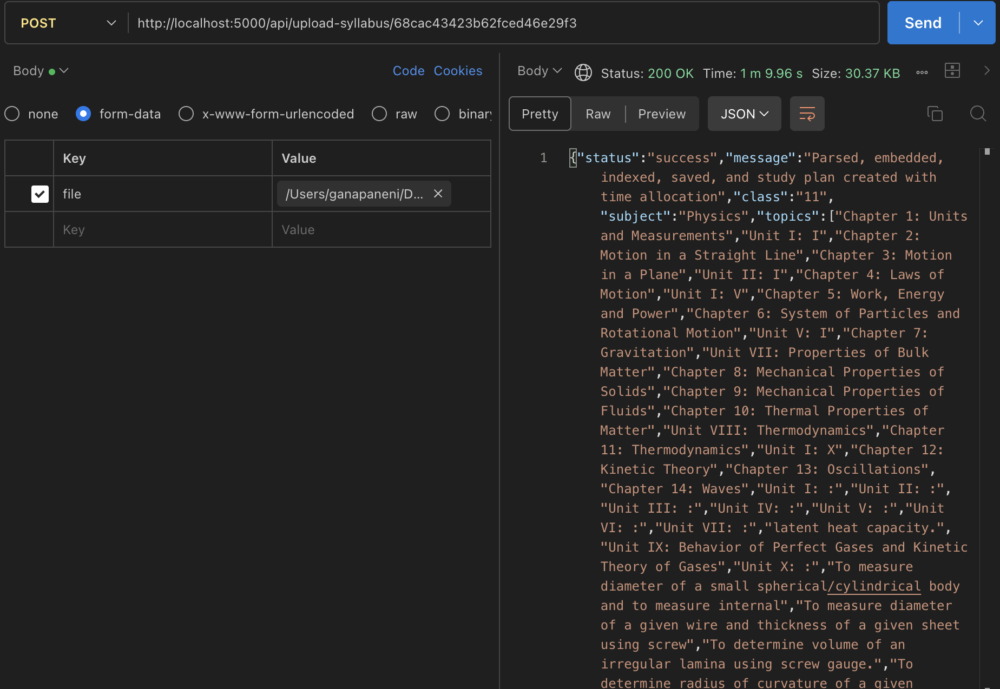 POST http://localhost:5000/api/upload-syllabus/68cac43423b62fced46e29f3 Send
Body Code Cookies
none form-data x-www-form-urlencoded raw binary
Key Value
file /Users/ganapaneni/D...
Key Value
Body Status: 200 OK Time: 1 m 9.96 s Size: 30.37 KB
Pretty Raw Preview JSON
1 {"status":"success","message":"Parsed, embedded,
indexed, saved, and study plan created with
time allocation","class":"11",
"subject":"Physics","topics":["Chapter 1: Units
and Measurements","Unit I: I","Chapter 2:
Motion in a Straight Line","Chapter 3: Motion
in a Plane","Unit II: I","Chapter 4: Laws of
Motion","Unit I: V","Chapter 5: Work, Energy
and Power","Chapter 6: System of Particles and
Rotational Motion","Unit V: I","Chapter 7:
Gravitation","Unit VII: Properties of Bulk
Matter","Chapter 8: Mechanical Properties of
Solids","Chapter 9: Mechanical Properties of
Fluids","Chapter 10: Thermal Properties of
Matter","Unit VIII: Thermodynamics","Chapter
11: Thermodynamics","Unit I: X","Chapter 12:
Kinetic Theory","Chapter 13: Oscillations",
"Chapter 14: Waves","Unit I: :","Unit II: :",
"Unit III: :","Unit IV: :","Unit V: :","Unit
VI: :","Unit VII: :","latent heat capacity.",
"Unit IX: Behavior of Perfect Gases and Kinetic
Theory of Gases","Unit X: :","To measure
diameter of a small spherical/cylindrical body
and to measure internal","To measure diameter
of a given wire and thickness of a given sheet
using screw","To determine volume of an
irregular lamina using screw gauge.","To
determine radius of curvature of a given